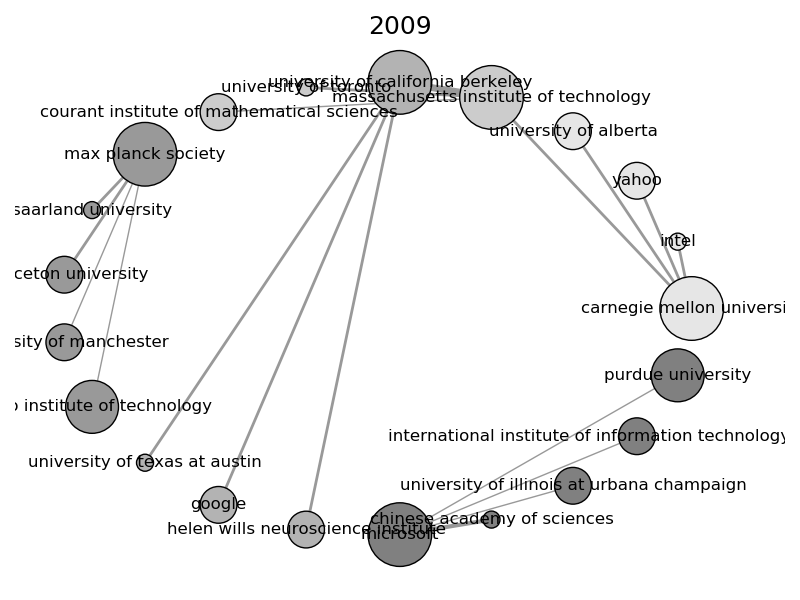 2009
university of california berkeley
university of toronto
massachusetts institute of technology
courant institute of mathematical sciences
university of alberta
max planck society
yahoo
saarland university
intel
ceton university
carnegie mellon universi
sity of manchester
purdue university
institute of technology
international institute of information technology
university of texas at austin
university of illinois at urbana champaign
google
chinese academy of sciences
helen wills neuroscience institute
microsoft